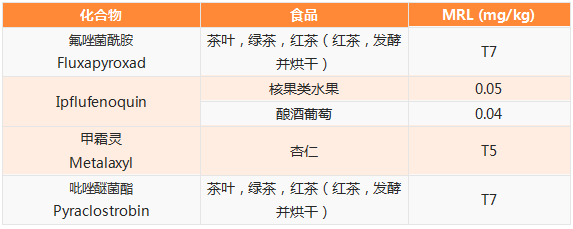 化合物 食品 MRL (mg/kg)
氟唑菌酰胺 茶叶，绿茶，红茶（红茶，发酵 T7
Fluxapyroxad 并烘干）
Ipflufenoquin 核果类水果 0.05
酿酒葡萄 0.04
甲霜灵 杏仁 T5
Metalaxyl
吡唑醚菌酯 茶叶，绿茶，红茶（红茶，发酵 T7
Pyraclostrobin 并烘干）